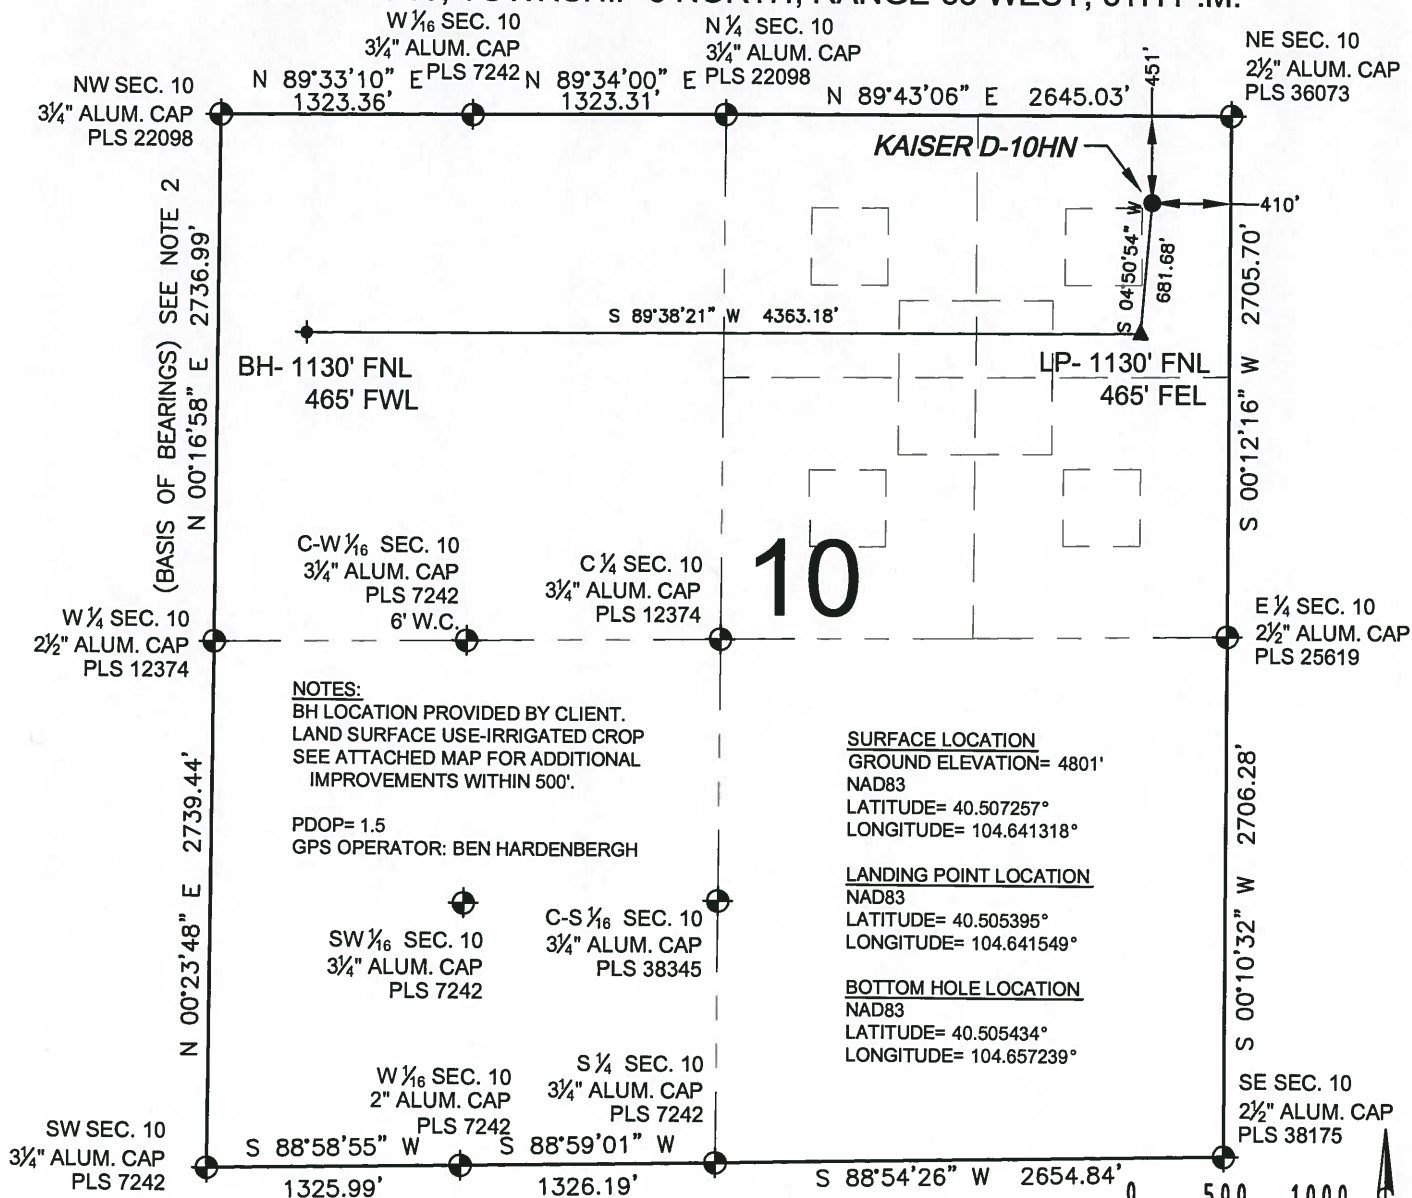 W 1/16 SEC. 10
3 1/4" ALUM. CAP
PLS 7242
N 1/4 SEC. 10
3 1/4" ALUM. CAP
PLS 22098
NE SEC. 10
2 1/2" ALUM. CAP
PLS 36073
NW SEC. 10
3 1/4" ALUM. CAP
PLS 22098
N 89°33'10" E
1323.36'
N 89°34'00" E
1323.31'
N 89°43'06" E 2645.03'
451'
KAISER D-10HN
410'
S 04°50'54" W
681.68'
(BASIS OF BEARINGS) SEE NOTE 2
N 00°16'58" E 2736.99'
S 00°12'16" W 2705.70'
S 89°38'21" W 4363.18'
BH- 1130' FNL
465' FWL
LP- 1130' FNL
465' FEL
C-W 1/16 SEC. 10
3 1/4" ALUM. CAP
PLS 7242
6' W.C.
C 1/4 SEC. 10
3 1/4" ALUM. CAP
PLS 12374
10
W 1/4 SEC. 10
2 1/2" ALUM. CAP
PLS 12374
E 1/4 SEC. 10
2 1/2" ALUM. CAP
PLS 25619
NOTES:
BH LOCATION PROVIDED BY CLIENT.
LAND SURFACE USE-IRRIGATED CROP
SEE ATTACHED MAP FOR ADDITIONAL
IMPROVEMENTS WITHIN 500'.
PDOP= 1.5
GPS OPERATOR: BEN HARDENBERGH
SURFACE LOCATION
GROUND ELEVATION= 4801'
NAD83
LATITUDE= 40.507257°
LONGITUDE= 104.641318°
LANDING POINT LOCATION
NAD83
LATITUDE= 40.505395°
LONGITUDE= 104.641549°
BOTTOM HOLE LOCATION
NAD83
LATITUDE= 40.505434°
LONGITUDE= 104.657239°
N 00°23'48" E 2739.44'
S 00°10'32" W 2706.28'
SW 1/16 SEC. 10
3 1/4" ALUM. CAP
PLS 7242
C-S 1/16 SEC. 10
3 1/4" ALUM. CAP
PLS 38345
W 1/16 SEC. 10
2" ALUM. CAP
PLS 7242
S 1/4 SEC. 10
3 1/4" ALUM. CAP
PLS 7242
SE SEC. 10
2 1/2" ALUM. CAP
PLS 38175
SW SEC. 10
3 1/4" ALUM. CAP
PLS 7242
S 88°58'55" W
1325.99'
S 88°59'01" W
1326.19'
S 88°54'26" W 2654.84'
0 500 1000